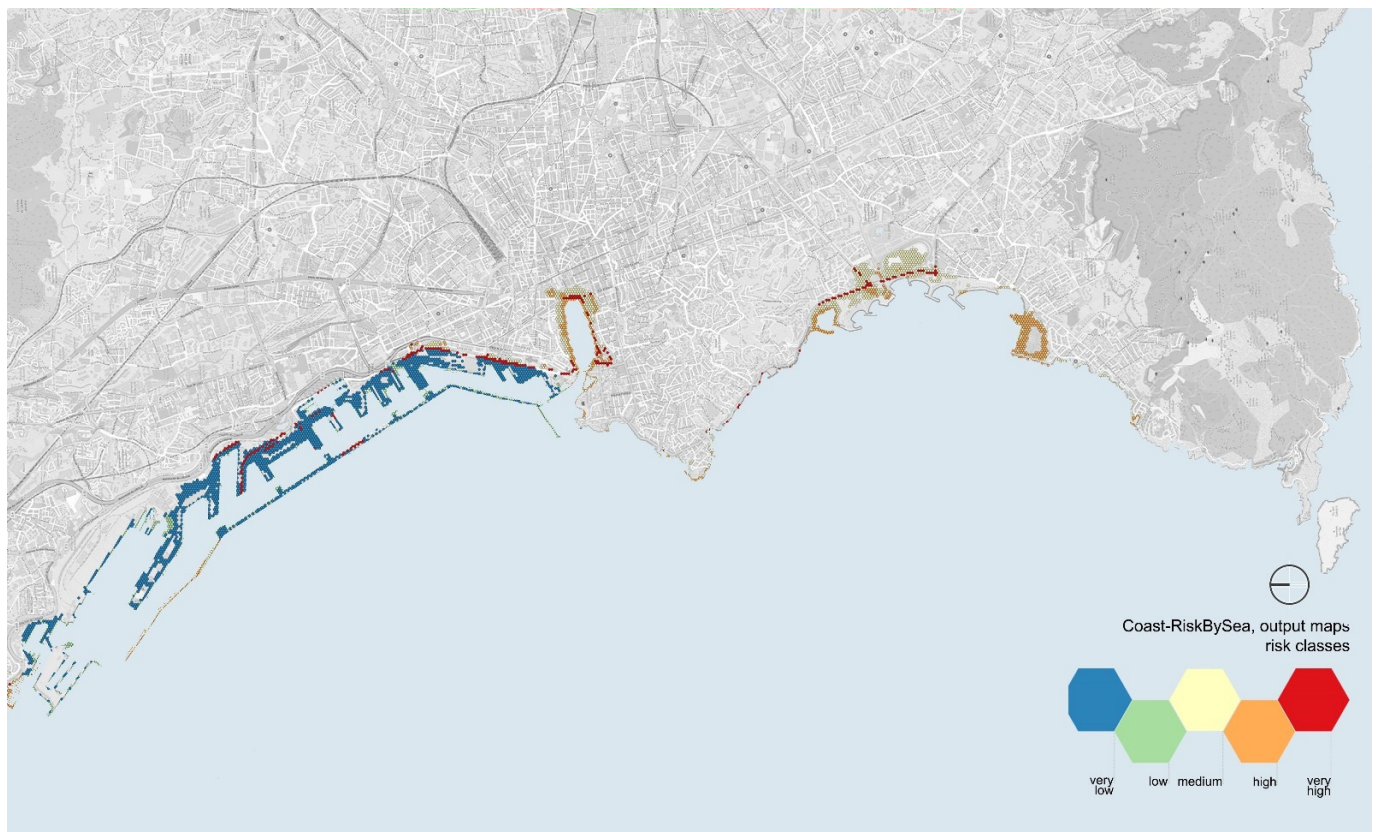 Coast-RiskBySea, output maps
risk classes
very
low
low
medium
high
very
high